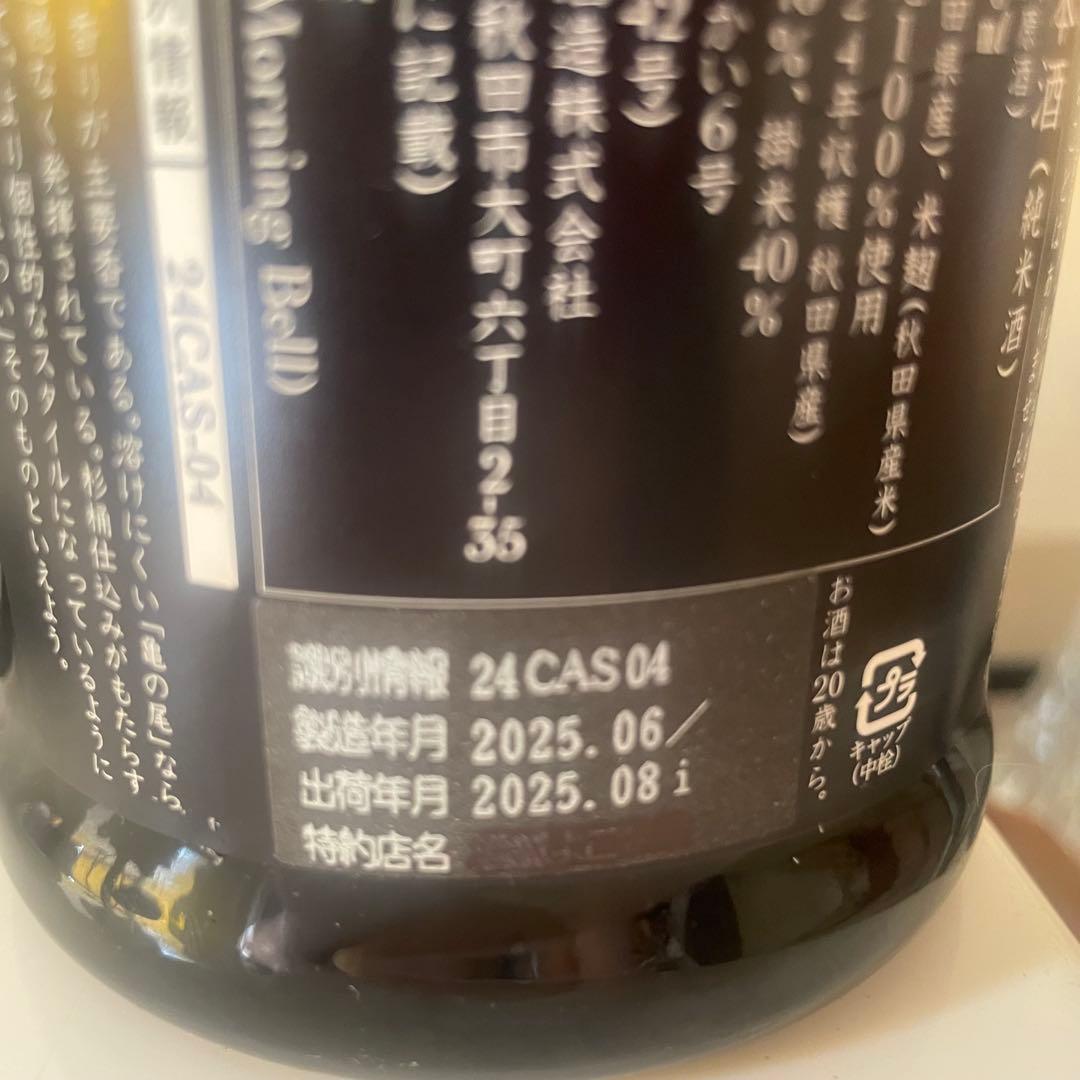 本酒(純米酒)
田県産)、米麹(秋田県産米)
100%使用
24年収穫 秋田県産)
%、掛米40%
かい6号
42号)
造株式会社
秋田市大町六丁目2-35
に記載)
Morning Bell)
情報
24CAS-04
香りが主要香である。溶けにくい「亀の尾」なら
なく発揮されている。杉桶仕込みがもたらす
り個性的なスタイルになっているように
そのものといえよう。
識別情報 24CAS04
製造年月 2025.06/
出荷年月 2025.08 i
特約店名
お酒は20歳から。
プラ
キャップ
(中栓)